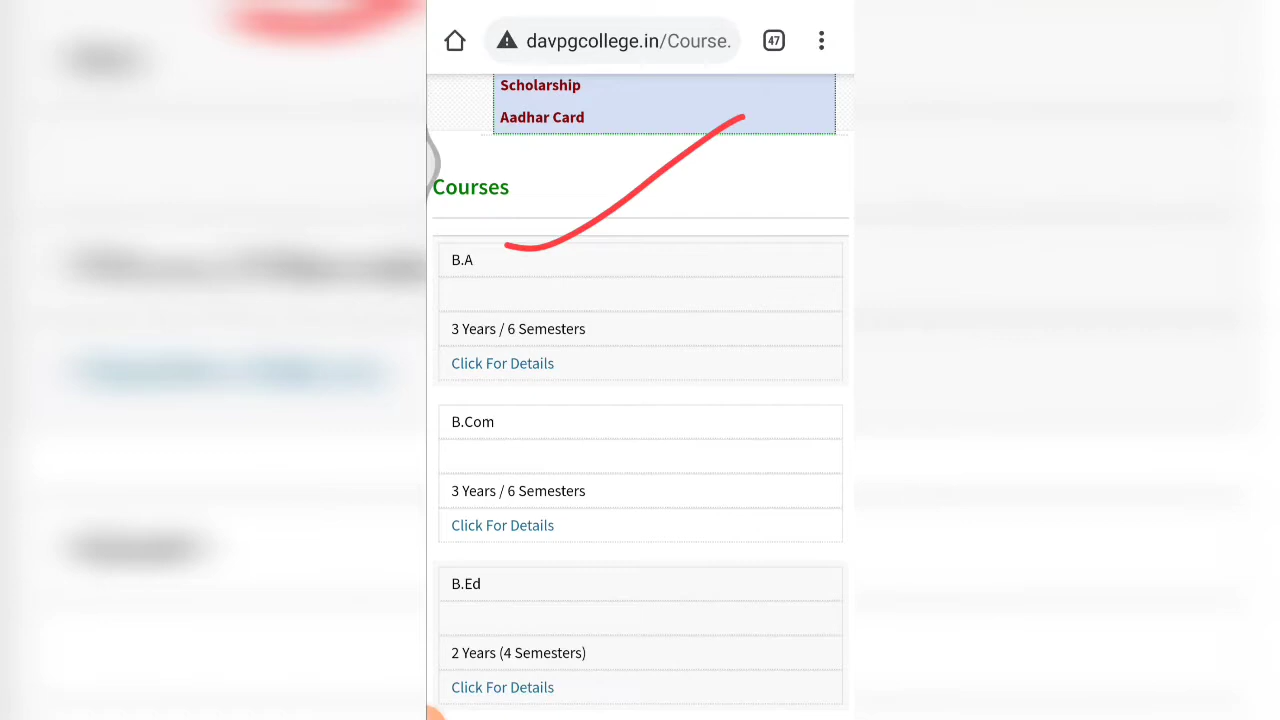 davpgcollege.in/Course.
47
Scholarship
Aadhar Card
Courses
B.A
3 Years / 6 Semesters
Click For Details
B.Com
3 Years / 6 Semesters
Click For Details
B.Ed
2 Years (4 Semesters)
Click For Details